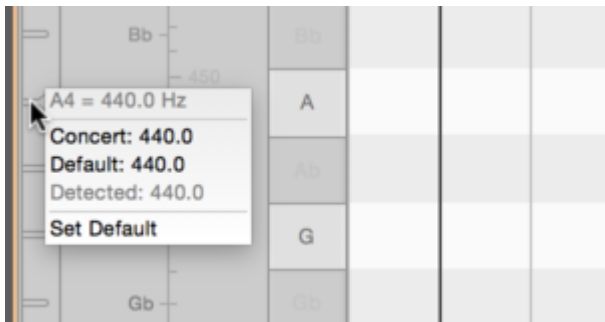 Bb
Bb
450
A4 = 440.0 Hz
A
Concert: 440.0
Default: 440.0
Ab
Detected: 440.0
Set Default
G
Gb
Gb